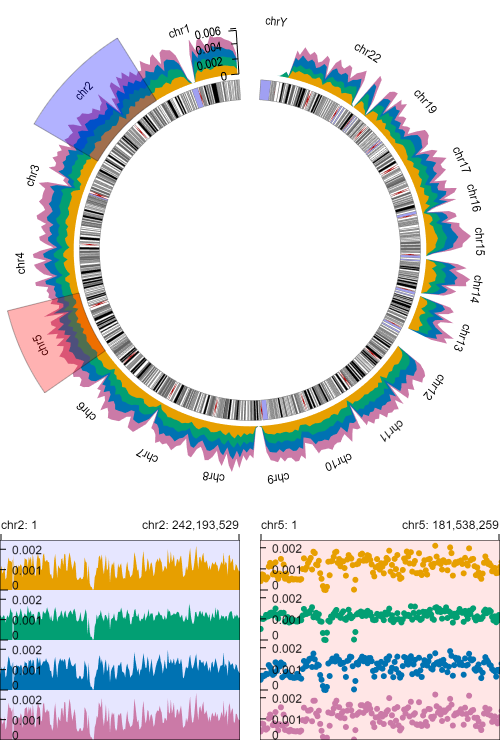 chrY
chr1
0.006
0.004
0.002
0
chr22
chr19
chr17
chr16
chr15
chr14
chr13
chr12
chr11
chr10
chr9
chr8
chr7
chr6
chr5
chr4
chr3
chr2
chr2: 1
chr2: 242,193,529
chr5: 1
chr5: 181,538,259
0.002
0.001
0
0.002
0.001
0
0.002
0.001
0
0.002
0.001
0.002
0.001
0
0.002
0.001
0
0.002
0.001
0
0.002
0.001